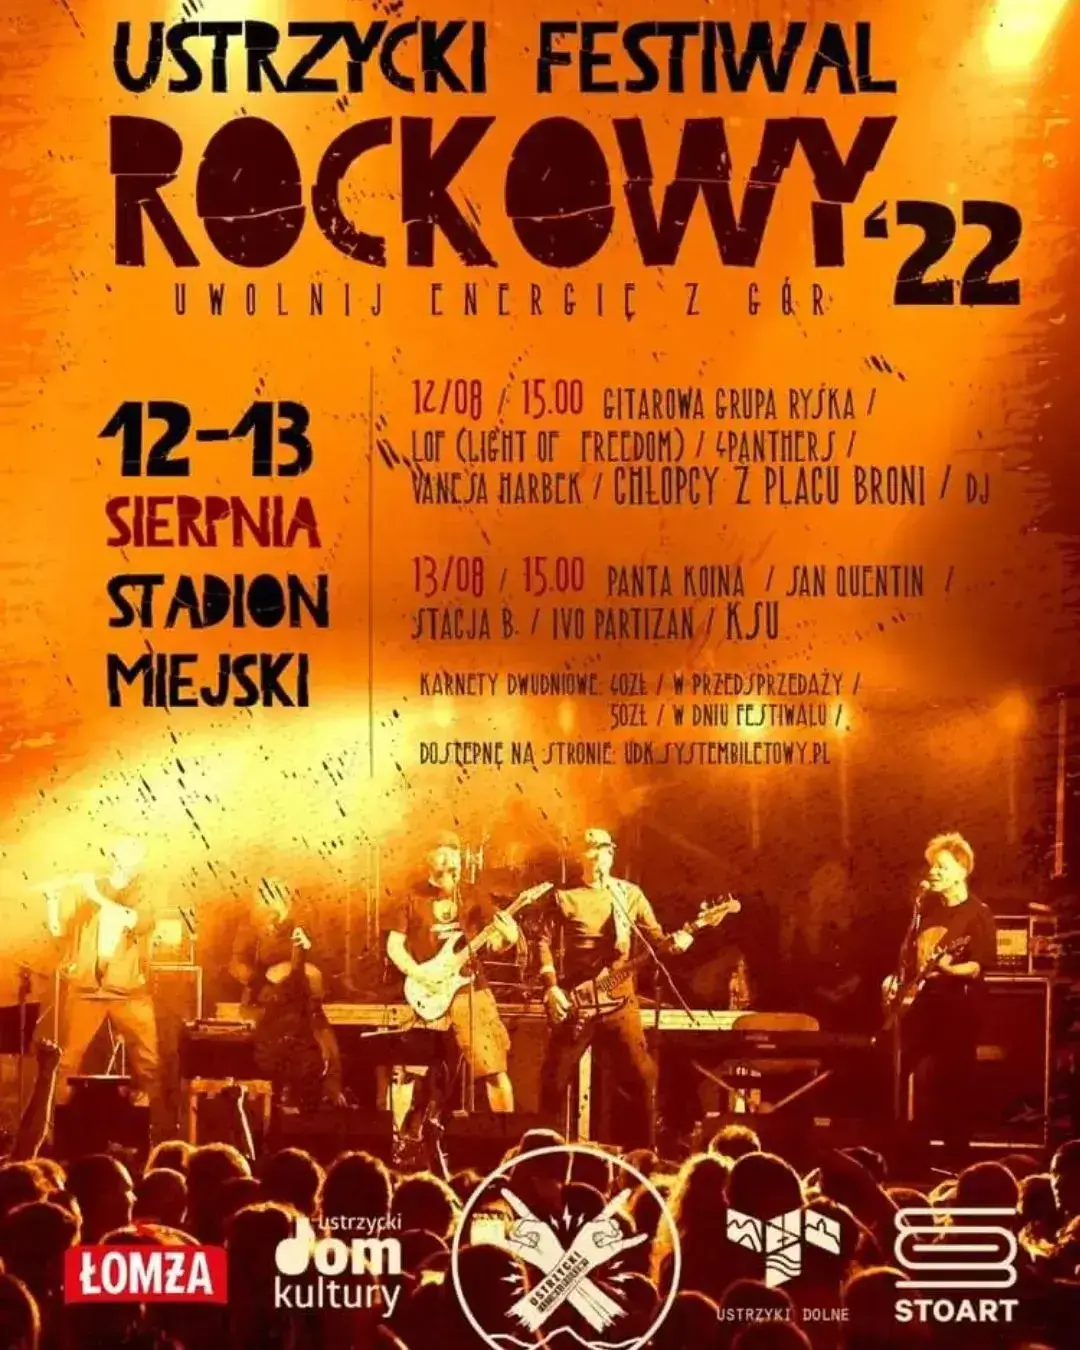 USTRZYCKI FESTIWAL
ROCKOWY '22
UWOLNIJ ENERGIĘ Z GÓR
12-13
SIERPNIA
STADION
MIEJSKI
12/08 / 15.00 GITAROWA GRUPA RYŚKA /
LOF (LIGHT OF FREEDOM) / 4PANTHERS /
VANESA HARBEK / CHŁOPCY Z PLACU BRONI / DJ
13/08 / 15.00 PANTA KOINA / SAN QUENTIN /
STACJA B. / IVO PARTIZAN / KSU
KARNETY DWUDNIOWE: 40ZŁ / W PRZEDSPRZEDAŻY /
50ZŁ / W DNIU FESTIWALU /
DOSTĘPNE NA STRONIE: UDK.SYSTEMBILETOWY.PL
ŁOMŻA
ustrzycki
dom
kultury
USTRZYCKI
USTRZYKI DOLNE
STOART